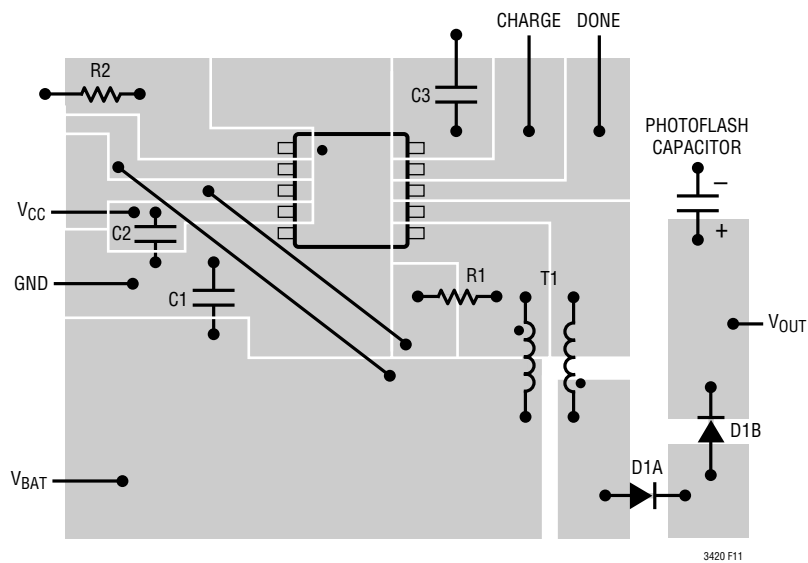 CHARGE DONE
R2
C3
PHOTOFLASH
CAPACITOR
–
+
VCC
C2
GND
C1
R1
T1
VOUT
D1B
D1A
VBAT
3420 F11